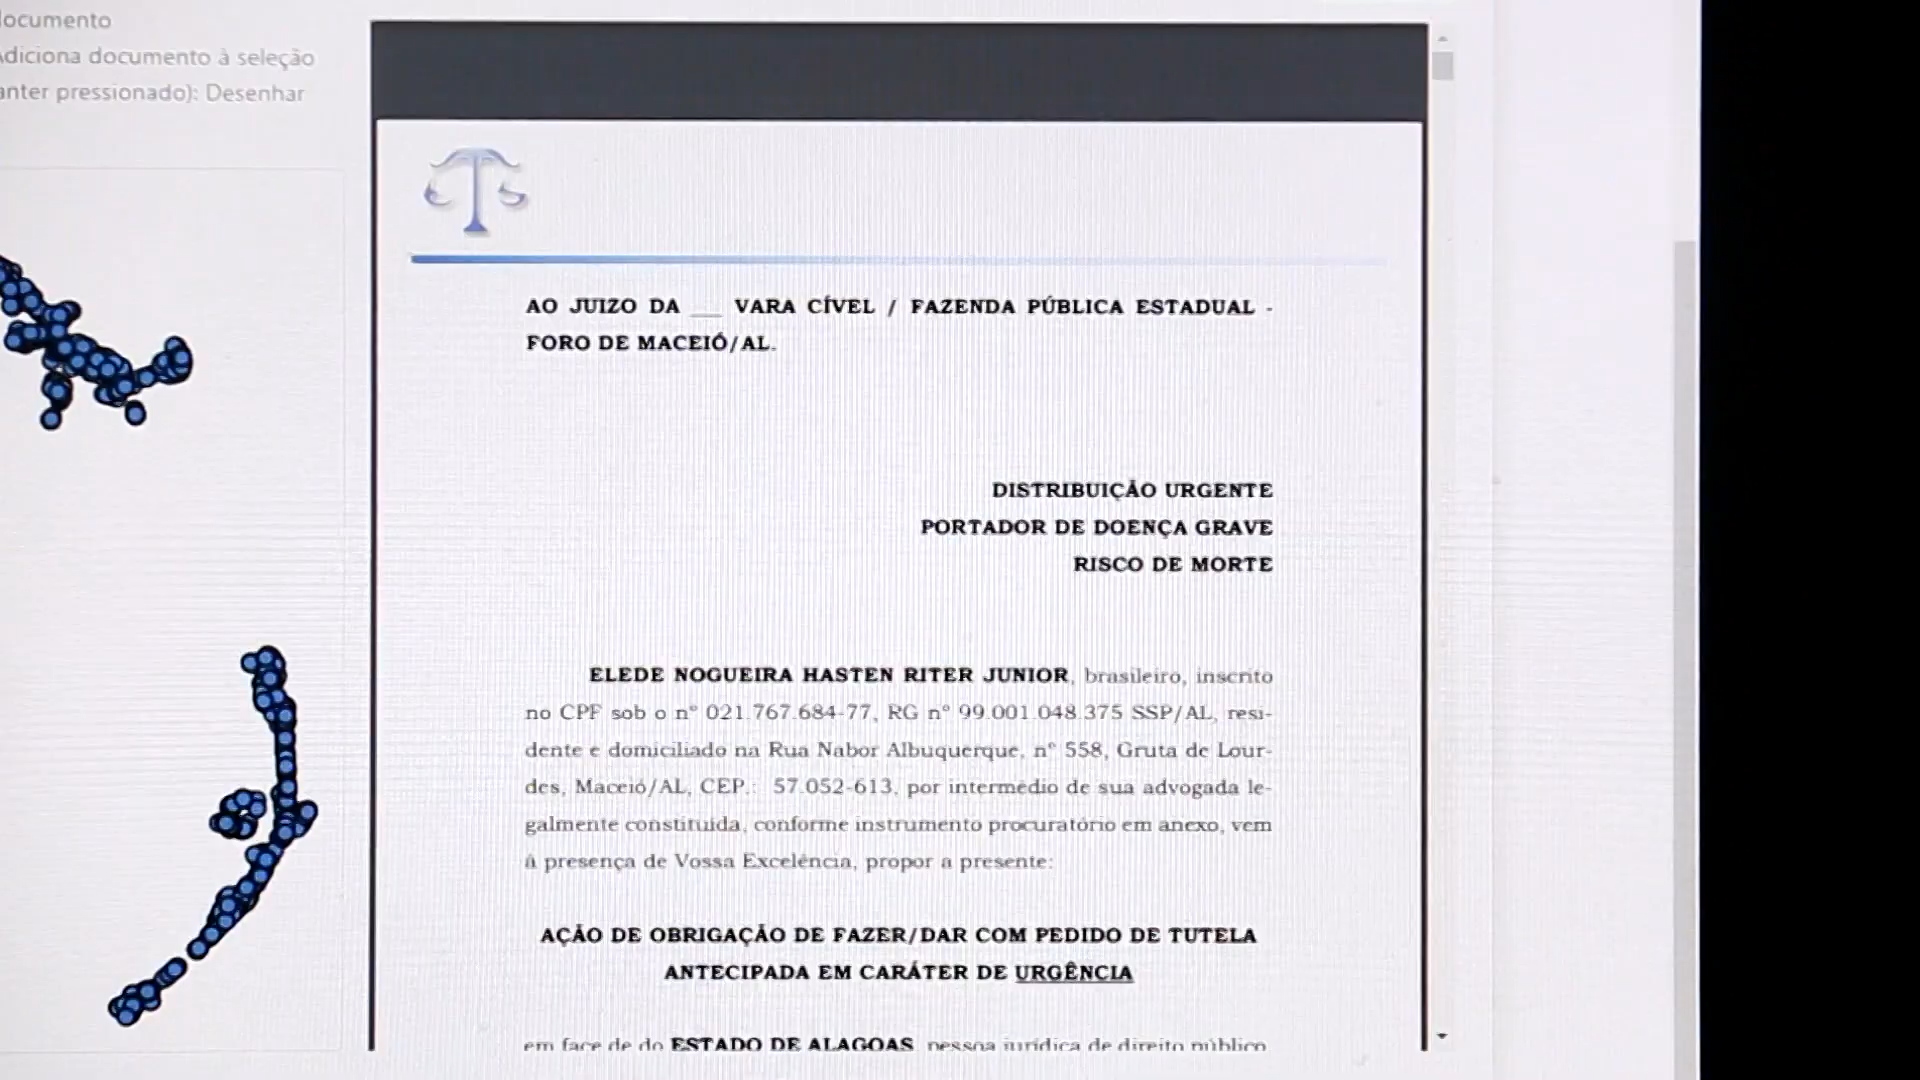 documento
Adiciona documento à seleção
anter pressionado): Desenhar
AO JUIZO DA ___ VARA CÍVEL / FAZENDA PÚBLICA ESTADUAL -
FORO DE MACEIÓ/AL.
DISTRIBUIÇÃO URGENTE
PORTADOR DE DOENÇA GRAVE
RISCO DE MORTE
ELEDE NOGUEIRA HASTEN RITER JUNIOR, brasileiro, inscrito
no CPF sob o nº 021.767.684-77, RG nº 99.001.048.375 SSP/AL, resi-
dente e domiciliado na Rua Nabor Albuquerque, nº 558, Gruta de Lour-
des, Maceió/AL, CEP.: 57.052-613, por intermédio de sua advogada le-
galmente constituída, conforme instrumento procuratório em anexo, vem
à presença de Vossa Excelência, propor a presente:
AÇÃO DE OBRIGAÇÃO DE FAZER/DAR COM PEDIDO DE TUTELA
ANTECIPADA EM CARÁTER DE URGÊNCIA
em face de do ESTADO DE ALAGOAS, pessoa jurídica de direito público